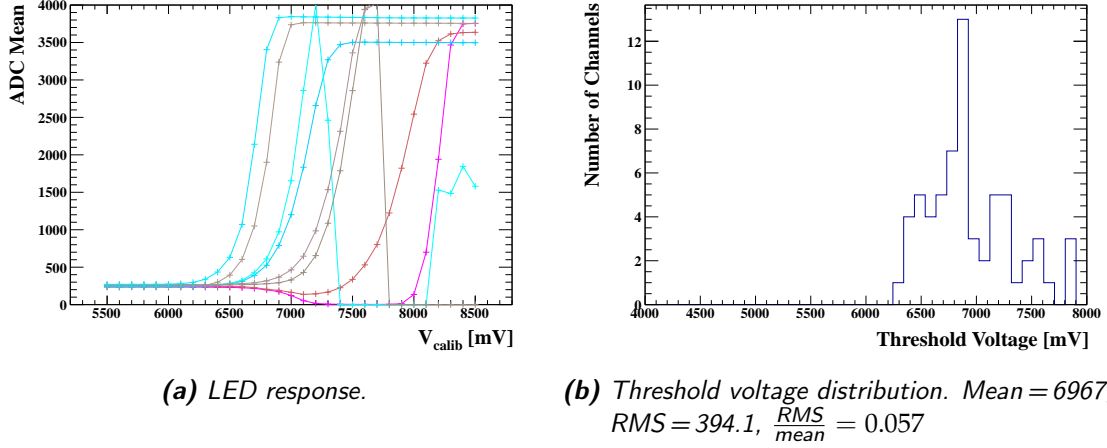 ADC Mean
4000
3500
3000
2500
2000
1500
1000
500
0
5500 6000 6500 7000 7500 8000 8500
V_calib [mV]
(a) LED response.
Number of Channels
12
10
8
6
4
2
0
4000 4500 5000 5500 6000 6500 7000 7500 8000
Threshold Voltage [mV]
(b) Threshold voltage distribution. Mean = 6967,
RMS = 394.1, RMS/mean = 0.057